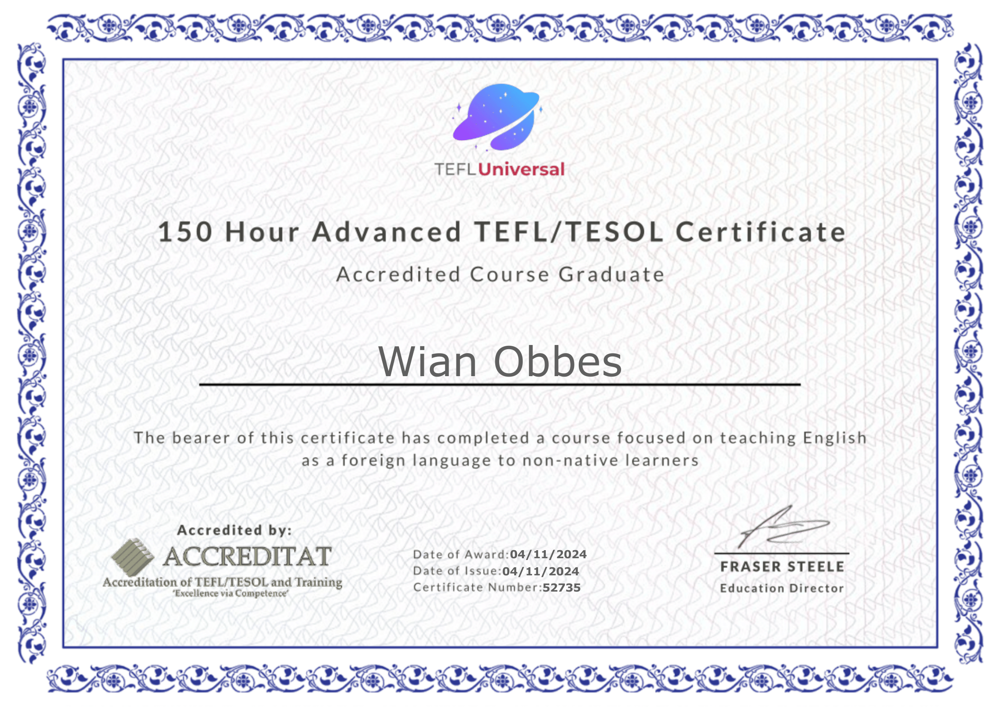 TEFL Universal
150 Hour Advanced TEFL/TESOL Certificate
Accredited Course Graduate
Wian Obbes
The bearer of this certificate has completed a course focused on teaching English
as a foreign language to non-native learners
Accredited by:
ACCREDITAT
Accreditation of TEFL/TESOL and Training
'Excellence via Competence'
Date of Award:04/11/2024
Date of Issue:04/11/2024
Certificate Number:52735
FRASER STEELE
Education Director